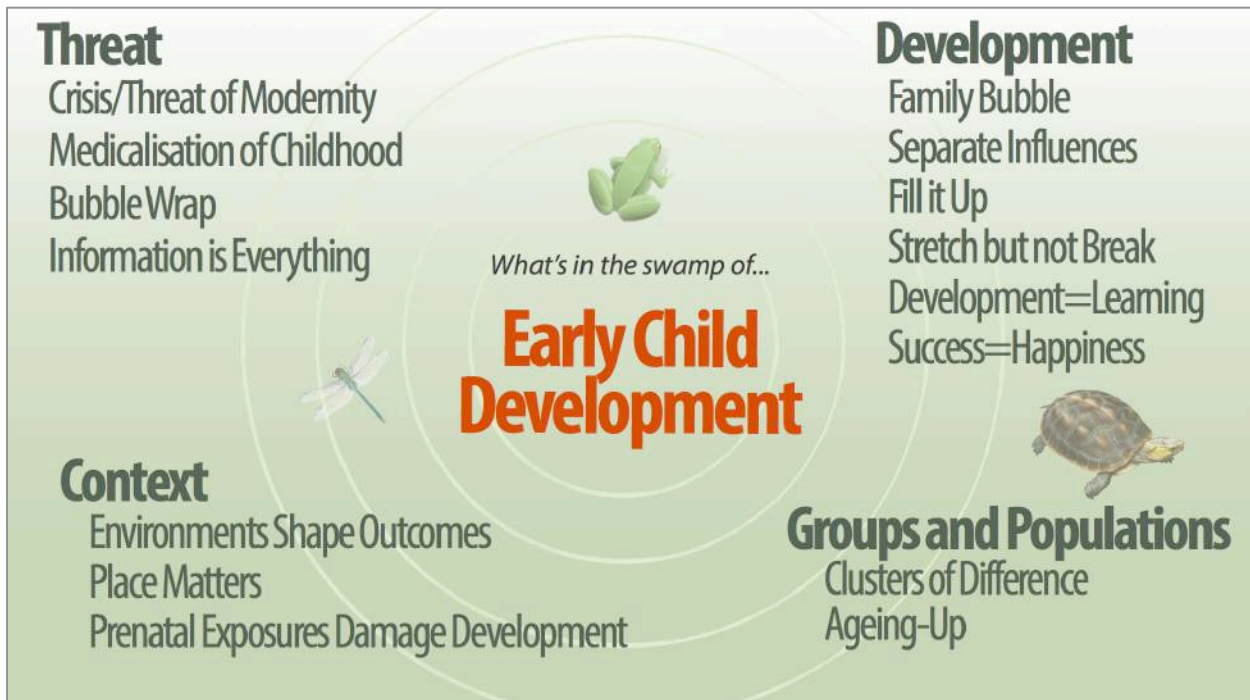 Threat
Crisis/Threat of Modernity
Medicalisation of Childhood
Bubble Wrap
Information is Everything
Development
Family Bubble
Separate Influences
Fill it Up
Stretch but not Break
Development=Learning
Success=Happiness
What's in the swamp of...
Early Child
Development
Context
Environments Shape Outcomes
Place Matters
Prenatal Exposures Damage Development
Groups and Populations
Clusters of Difference
Ageing-Up